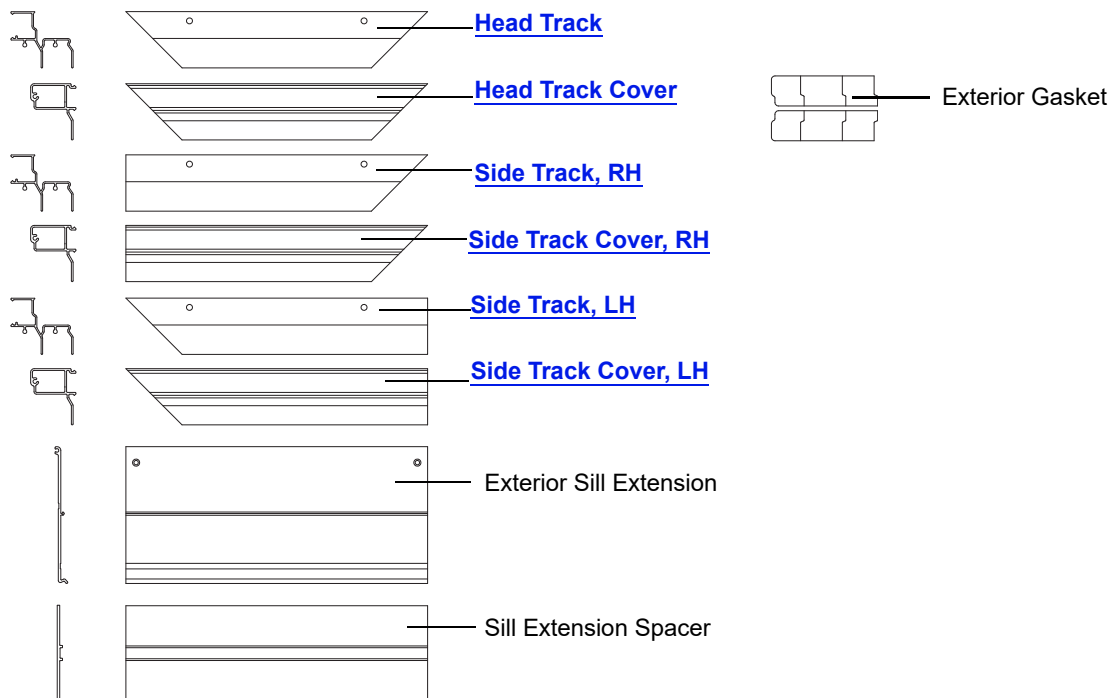 Head Track
Head Track Cover
Exterior Gasket
Side Track, RH
Side Track Cover, RH
Side Track, LH
Side Track Cover, LH
Exterior Sill Extension
Sill Extension Spacer